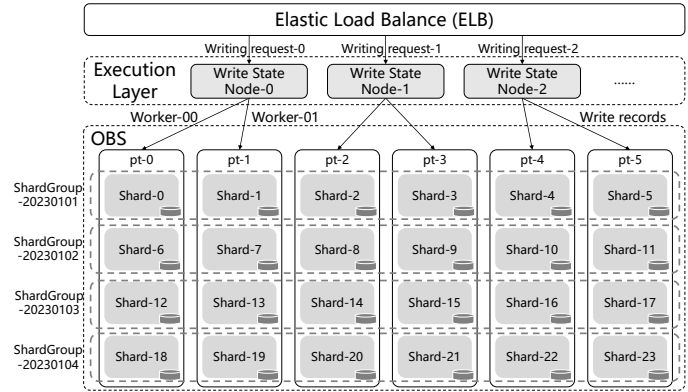 Elastic Load Balance (ELB)
Writing request-0 Writing request-1 Writing request-2
Execution
Layer
Write State
Node-0
Write State
Node-1
Write State
Node-2
......
Worker-00 Worker-01 Write records
OBS
pt-0 pt-1 pt-2 pt-3 pt-4 pt-5
ShardGroup
-20230101
Shard-0 Shard-1 Shard-2 Shard-3 Shard-4 Shard-5
ShardGroup
-20230102
Shard-6 Shard-7 Shard-8 Shard-9 Shard-10 Shard-11
ShardGroup
-20230103
Shard-12 Shard-13 Shard-14 Shard-15 Shard-16 Shard-17
ShardGroup
-20230104
Shard-18 Shard-19 Shard-20 Shard-21 Shard-22 Shard-23